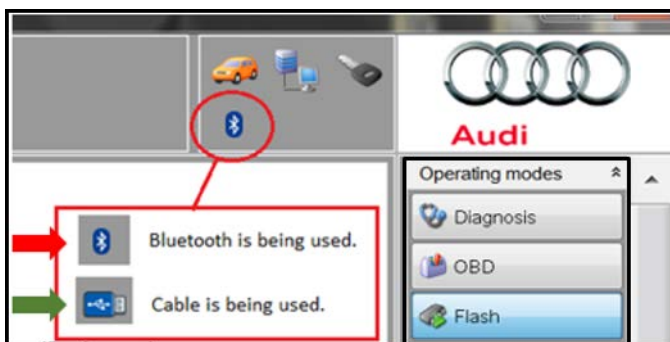 Audi
Operating modes
Diagnosis
OBD
Flash
Bluetooth is being used.
Cable is being used.